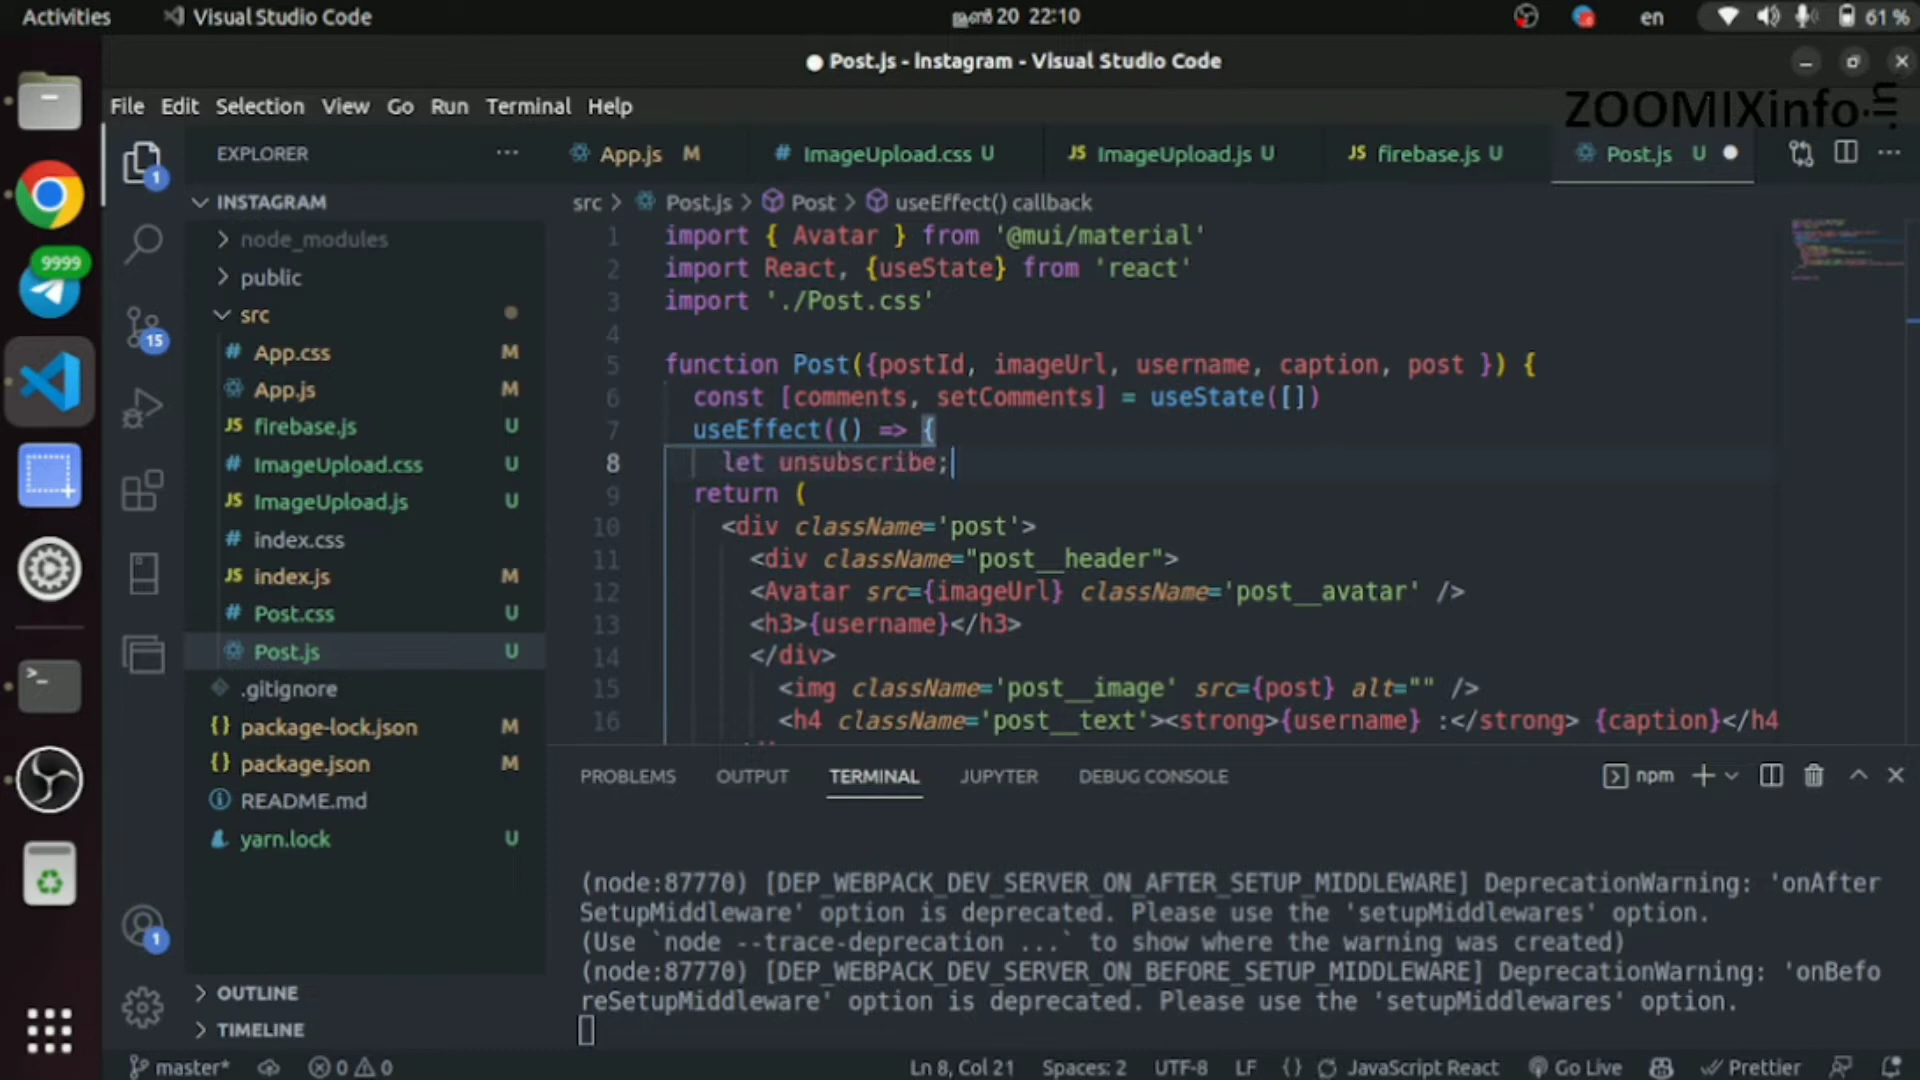 Activities Visual Studio Code ജൂൺ 20 22:10 en 61 %
● Post.js - instagram - Visual Studio Code
File Edit Selection View Go Run Terminal Help
ZOOMIXinfo.in
EXPLORER ... App.js M # ImageUpload.css U JS ImageUpload.js U JS firebase.js U Post.js U ● ...
INSTAGRAM
src > Post.js > Post > useEffect() callback
node_modules
public
src
# App.css M
App.js M
JS firebase.js U
# ImageUpload.css U
JS ImageUpload.js U
# index.css
JS index.js M
# Post.css U
Post.js U
.gitignore
{} package-lock.json M
{} package.json M
README.md
yarn.lock U
OUTLINE
TIMELINE
9999
1
15
1
1 import { Avatar } from '@mui/material'
2 import React, {useState} from 'react'
3 import './Post.css'
4
5 function Post({postId, imageUrl, username, caption, post }) {
6 const [comments, setComments] = useState([])
7 useEffect(() => {
8 let unsubscribe;
9 return (
10 <div className='post'>
11 <div className="post__header">
12 <Avatar src={imageUrl} className='post__avatar' />
13 <h3>{username}</h3>
14 </div>
15 <img className='post__image' src={post} alt="" />
16 <h4 className='post__text'><strong>{username} :</strong> {caption}</h4
PROBLEMS OUTPUT TERMINAL JUPYTER DEBUG CONSOLE npm
(node:87770) [DEP_WEBPACK_DEV_SERVER_ON_AFTER_SETUP_MIDDLEWARE] DeprecationWarning: 'onAfter
SetupMiddleware' option is deprecated. Please use the 'setupMiddlewares' option.
(Use `node --trace-deprecation ...` to show where the warning was created)
(node:87770) [DEP_WEBPACK_DEV_SERVER_ON_BEFORE_SETUP_MIDDLEWARE] DeprecationWarning: 'onBefo
reSetupMiddleware' option is deprecated. Please use the 'setupMiddlewares' option.
master* 0 0 Ln 8, Col 21 Spaces: 2 UTF-8 LF {} JavaScript React Go Live Prettier